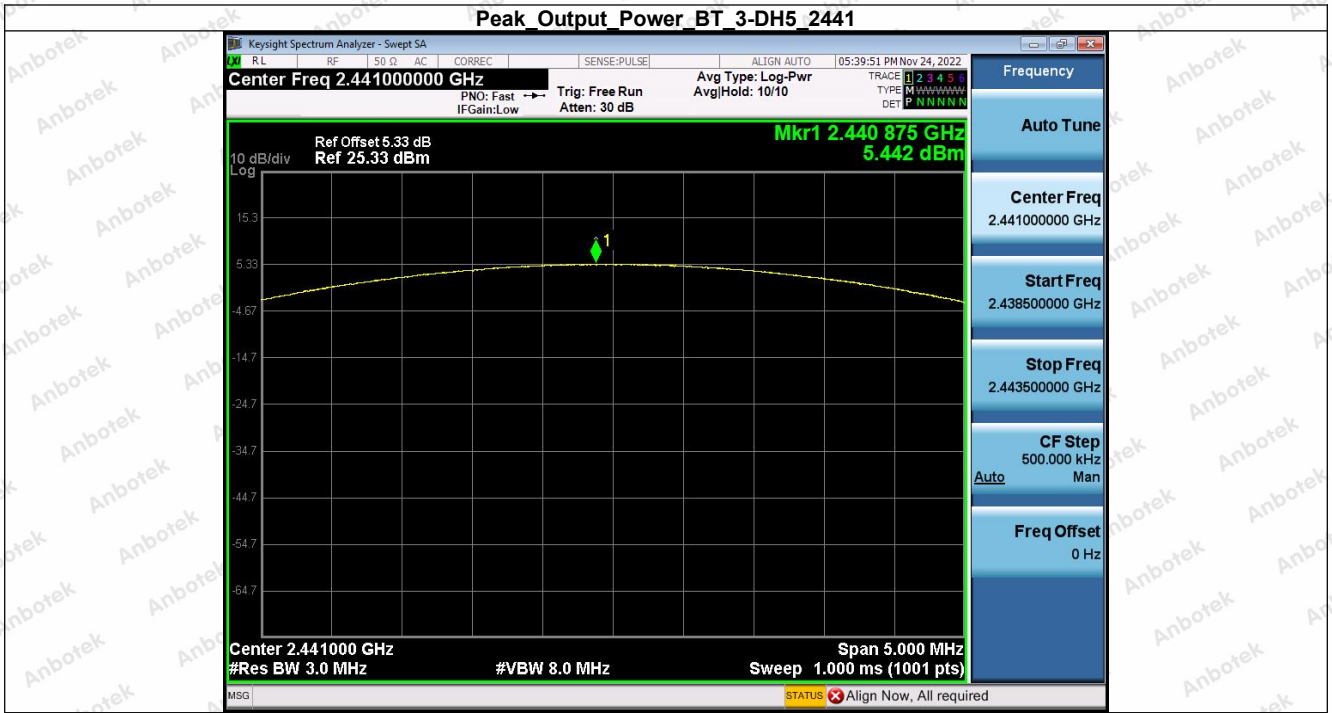 Peak_Output_Power_BT_3-DH5_2441
Keysight Spectrum Analyzer - Swept SA
LXI RL RF 50 Ω AC CORREC SENSE:PULSE ALIGN AUTO 05:39:51 PM Nov 24, 2022
Center Freq 2.441000000 GHz
PNO: Fast
IFGain:Low
Trig: Free Run
Atten: 30 dB
Avg Type: Log-Pwr
Avg|Hold: 10/10
TRACE 1 2 3 4 5 6
TYPE M WWWWW
DET P N N N N N
Mkr1 2.440 875 GHz
5.442 dBm
Ref Offset 5.33 dB
10 dB/div Ref 25.33 dBm
Log
15.3
5.33
-4.67
-14.7
-24.7
-34.7
-44.7
-54.7
-64.7
1
Center 2.441000 GHz Span 5.000 MHz
#Res BW 3.0 MHz #VBW 8.0 MHz Sweep 1.000 ms (1001 pts)
MSG STATUS Align Now, All required
Frequency
Auto Tune
Center Freq
2.441000000 GHz
Start Freq
2.438500000 GHz
Stop Freq
2.443500000 GHz
CF Step
500.000 kHz
Auto Man
Freq Offset
0 Hz
Anbotek